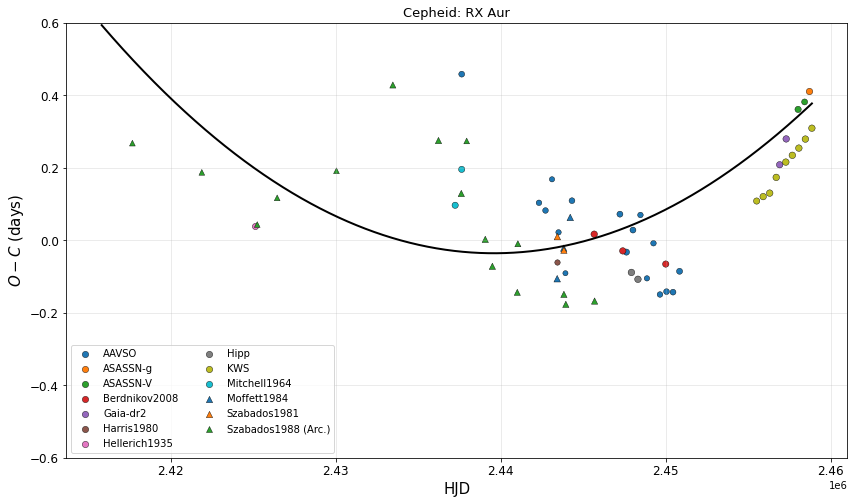 Cepheid: RX Aur
0.6
0.4
0.2
0.0
−0.2
−0.4
−0.6
O − C (days)
AAVSO
ASASSN-g
ASASSN-V
Berdnikov2008
Gaia-dr2
Harris1980
Hellerich1935
Hipp
KWS
Mitchell1964
Moffett1984
Szabados1981
Szabados1988 (Arc.)
2.42 2.43 2.44 2.45 2.46
1e6
HJD